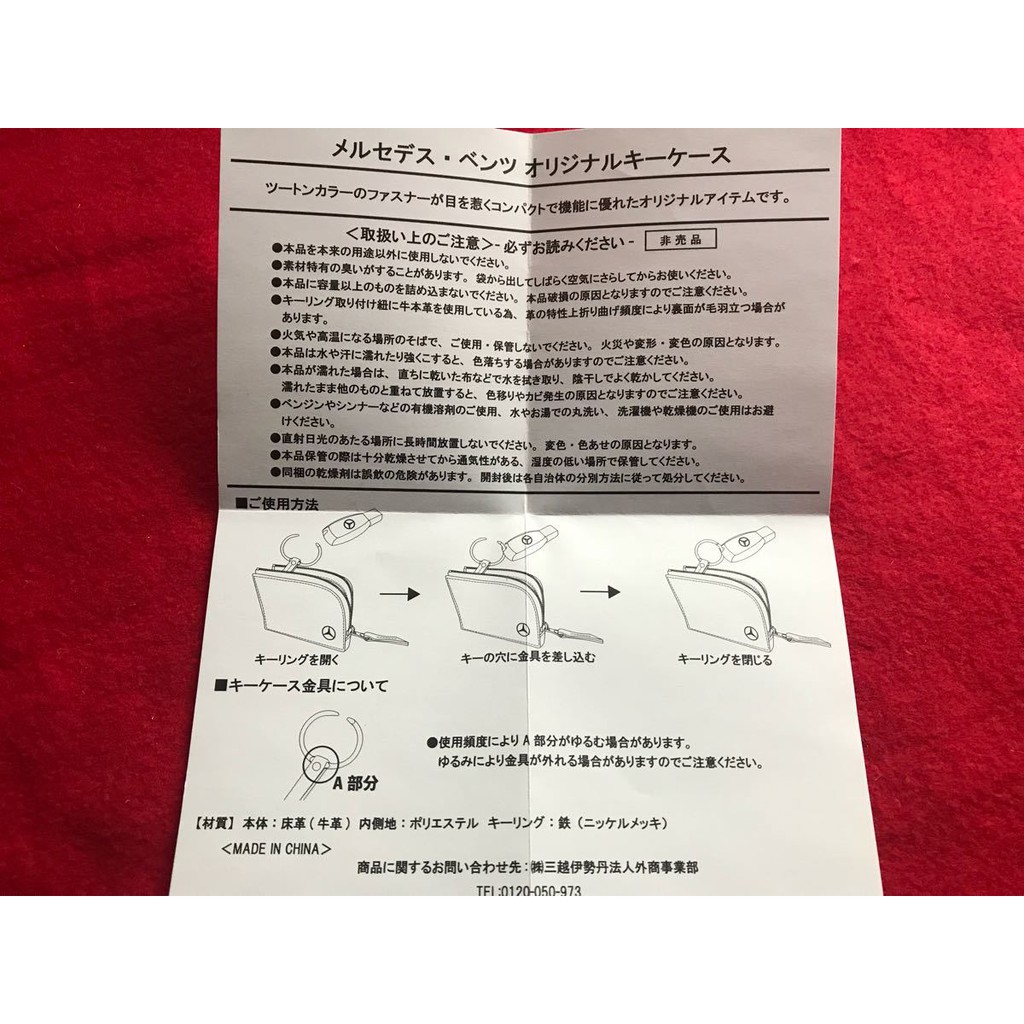 メルセデス・ベンツ オリジナルキーケース
ツートンカラーのファスナーが目を惹くコンパクトで機能に優れたオリジナルアイテムです。
＜取扱い上のご注意＞- 必ずお読みください - 非売品
●本品を本来の用途以外に使用しないでください。
●素材特有の臭いがすることがあります。袋から出してしばらく空気にさらしてからお使いください。
●本品に容量以上のものを詰め込まないでください。本品破損の原因となりますのでご注意ください。
●キーリング取り付け紐に牛本革を使用している為、革の特性上折り曲げ頻度により裏面が毛羽立つ場合が
あります。
●火気や高温になる場所のそばで、ご使用・保管しないでください。火災や変形・変色の原因となります。
●本品は水や汗に濡れたり強くこすると、色落ちする場合がありますのでご注意ください。
●本品が濡れた場合は、直ちに乾いた布などで水を拭き取り、陰干しでよく乾かしてください。
濡れたまま他のものと重ねて放置すると、色移りやカビ発生の原因となりますのでご注意ください。
●ベンジンやシンナーなどの有機溶剤のご使用、水やお湯での丸洗い、洗濯機や乾燥機のご使用はお避
けください。
●直射日光のあたる場所に長時間放置しないでください。変色・色あせの原因となります。
●本品保管の際は十分乾燥させてから通気性がある、湿度の低い場所で保管してください。
●同梱の乾燥剤は誤飲の危険があります。開封後は各自治体の分別方法に従って処分してください。
■ご使用方法
キーリングを開く キーの穴に金具を差し込む キーリングを閉じる
■キーケース金具について
●使用頻度によりA部分がゆるむ場合があります。
ゆるみにより金具が外れる場合がありますのでご注意ください。
A部分
【材質】本体：床革(牛革) 内側地：ポリエステル キーリング：鉄（ニッケルメッキ）
＜MADE IN CHINA＞
商品に関するお問い合わせ先：㈱三越伊勢丹法人外商事業部
TEL:0120-050-973